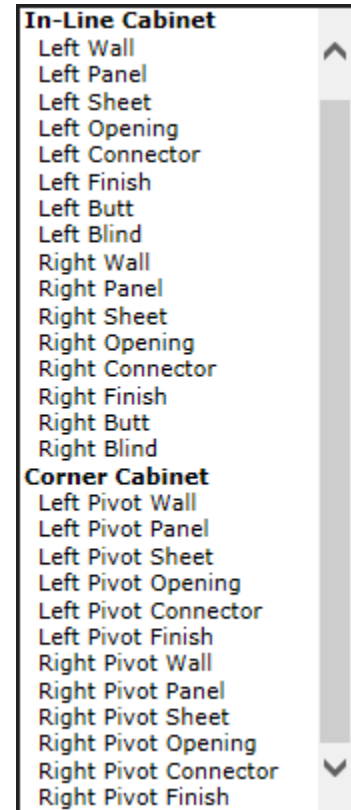 In-Line Cabinet
Left Wall
Left Panel
Left Sheet
Left Opening
Left Connector
Left Finish
Left Butt
Left Blind
Right Wall
Right Panel
Right Sheet
Right Opening
Right Connector
Right Finish
Right Butt
Right Blind
Corner Cabinet
Left Pivot Wall
Left Pivot Panel
Left Pivot Sheet
Left Pivot Opening
Left Pivot Connector
Left Pivot Finish
Right Pivot Wall
Right Pivot Panel
Right Pivot Sheet
Right Pivot Opening
Right Pivot Connector
Right Pivot Finish